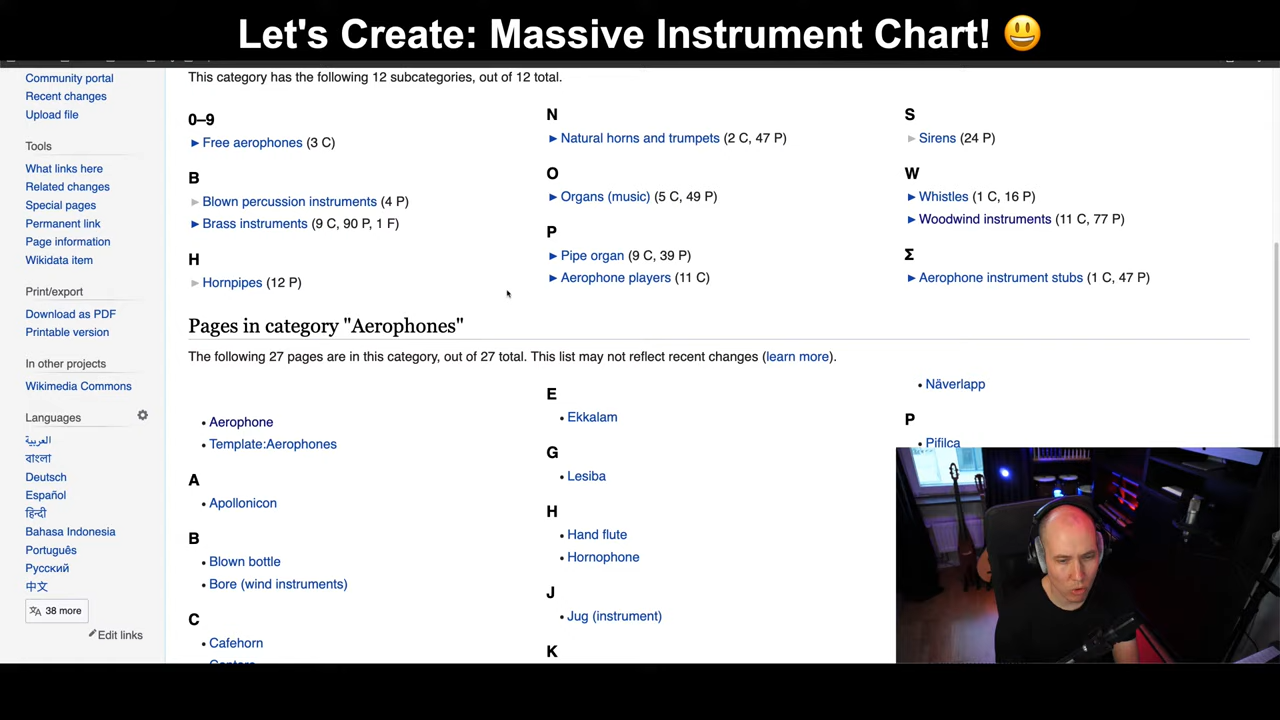 Let's Create: Massive Instrument Chart! 😃
Community portal
Recent changes
Upload file
Tools
What links here
Related changes
Special pages
Permanent link
Page information
Wikidata item
Print/export
Download as PDF
Printable version
In other projects
Wikimedia Commons
Languages
العربية
বাংলা
Deutsch
Español
हिन्दी
Bahasa Indonesia
Português
Русский
中文
38 more
Edit links
This category has the following 12 subcategories, out of 12 total.
0–9
► Free aerophones (3 C)
B
► Blown percussion instruments (4 P)
► Brass instruments (9 C, 90 P, 1 F)
H
► Hornpipes (12 P)
N
► Natural horns and trumpets (2 C, 47 P)
O
► Organs (music) (5 C, 49 P)
P
► Pipe organ (9 C, 39 P)
► Aerophone players (11 C)
S
► Sirens (24 P)
W
► Whistles (1 C, 16 P)
► Woodwind instruments (11 C, 77 P)
Σ
► Aerophone instrument stubs (1 C, 47 P)
Pages in category "Aerophones"
The following 27 pages are in this category, out of 27 total. This list may not reflect recent changes (learn more).
• Aerophone
• Template:Aerophones
A
• Apollonicon
B
• Blown bottle
• Bore (wind instruments)
C
• Cafehorn
E
• Ekkalam
G
• Lesiba
H
• Hand flute
• Hornophone
J
• Jug (instrument)
K
• Näverlapp
P
• Pifilca